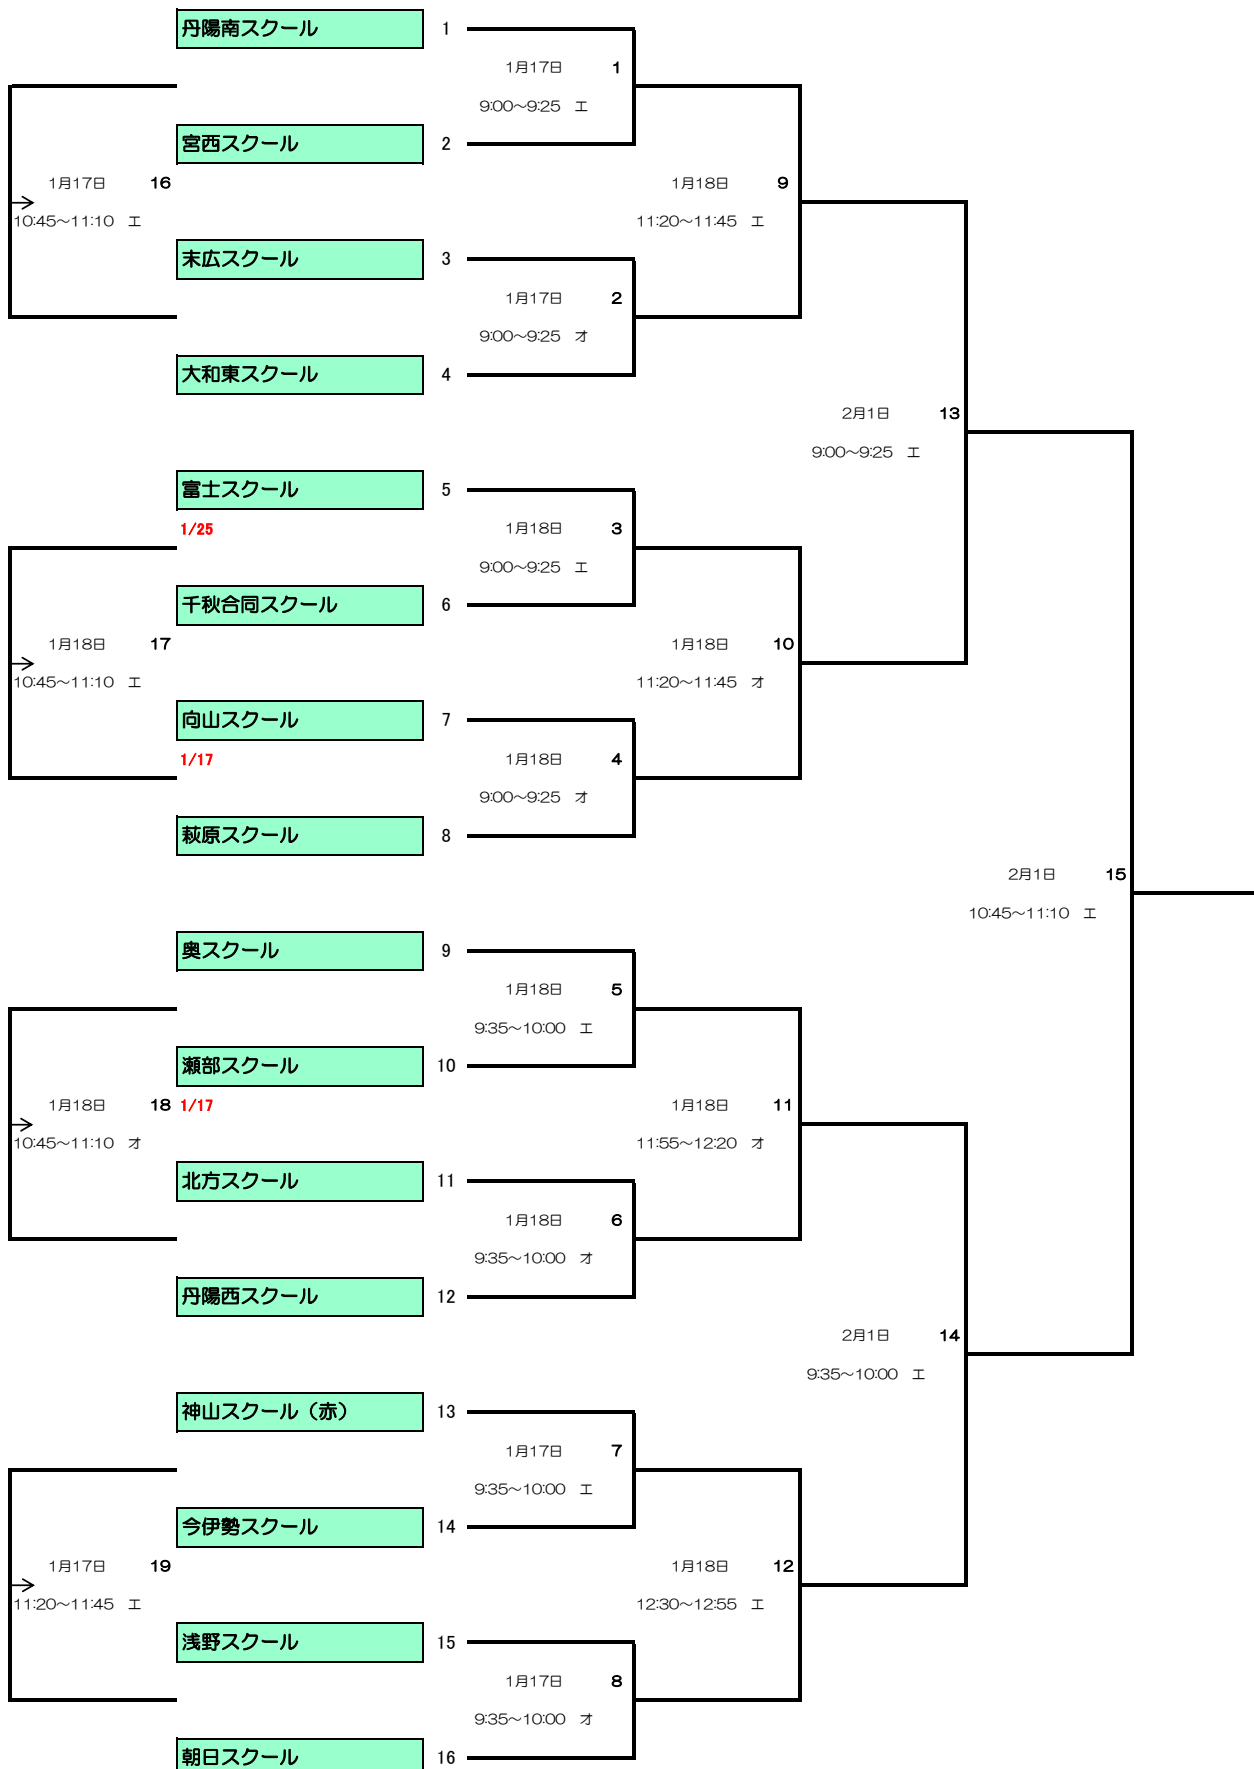 丹陽南スクール 1
1月17日 1
9:00～9:25 エ
宮西スクール 2
1月17日 16
1月18日 9
10:45～11:10 エ
11:20～11:45 エ
末広スクール 3
1月17日 2
9:00～9:25 オ
大和東スクール 4
2月1日 13
9:00～9:25 エ
富士スクール 5
1/25
1月18日 3
9:00～9:25 エ
千秋合同スクール 6
1月18日 17
1月18日 10
10:45～11:10 エ
11:20～11:45 オ
向山スクール 7
1/17
1月18日 4
9:00～9:25 オ
萩原スクール 8
2月1日 15
10:45～11:10 エ
奥スクール 9
1月18日 5
9:35～10:00 エ
瀬部スクール 10
1月18日 18
1/17
1月18日 11
10:45～11:10 オ
11:55～12:20 オ
北方スクール 11
1月18日 6
9:35～10:00 オ
丹陽西スクール 12
2月1日 14
9:35～10:00 エ
神山スクール（赤） 13
1月17日 7
9:35～10:00 エ
今伊勢スクール 14
1月17日 19
1月18日 12
11:20～11:45 エ
12:30～12:55 エ
浅野スクール 15
1月17日 8
9:35～10:00 オ
朝日スクール 16